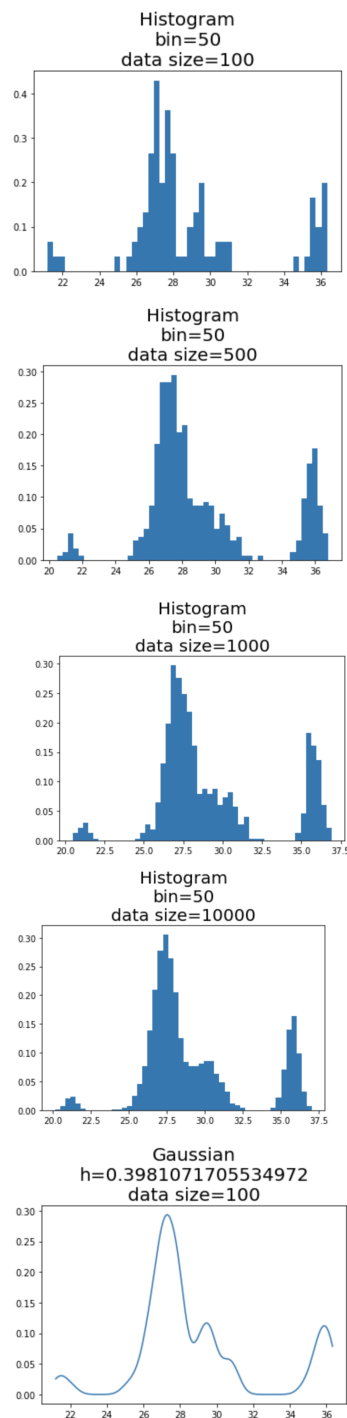 Histogram
bin=50
data size=100
0.4
0.3
0.2
0.1
0.0
22 24 26 28 30 32 34 36
Histogram
bin=50
data size=500
0.30
0.25
0.20
0.15
0.10
0.05
0.00
20 22 24 26 28 30 32 34 36
Histogram
bin=50
data size=1000
0.30
0.25
0.20
0.15
0.10
0.05
0.00
20.0 22.5 25.0 27.5 30.0 32.5 35.0 37.5
Histogram
bin=50
data size=10000
0.30
0.25
0.20
0.15
0.10
0.05
0.00
20.0 22.5 25.0 27.5 30.0 32.5 35.0 37.5
Gaussian
h=0.3981071705534972
data size=100
0.30
0.25
0.20
0.15
0.10
0.05
0.00
22 24 26 28 30 32 34 36